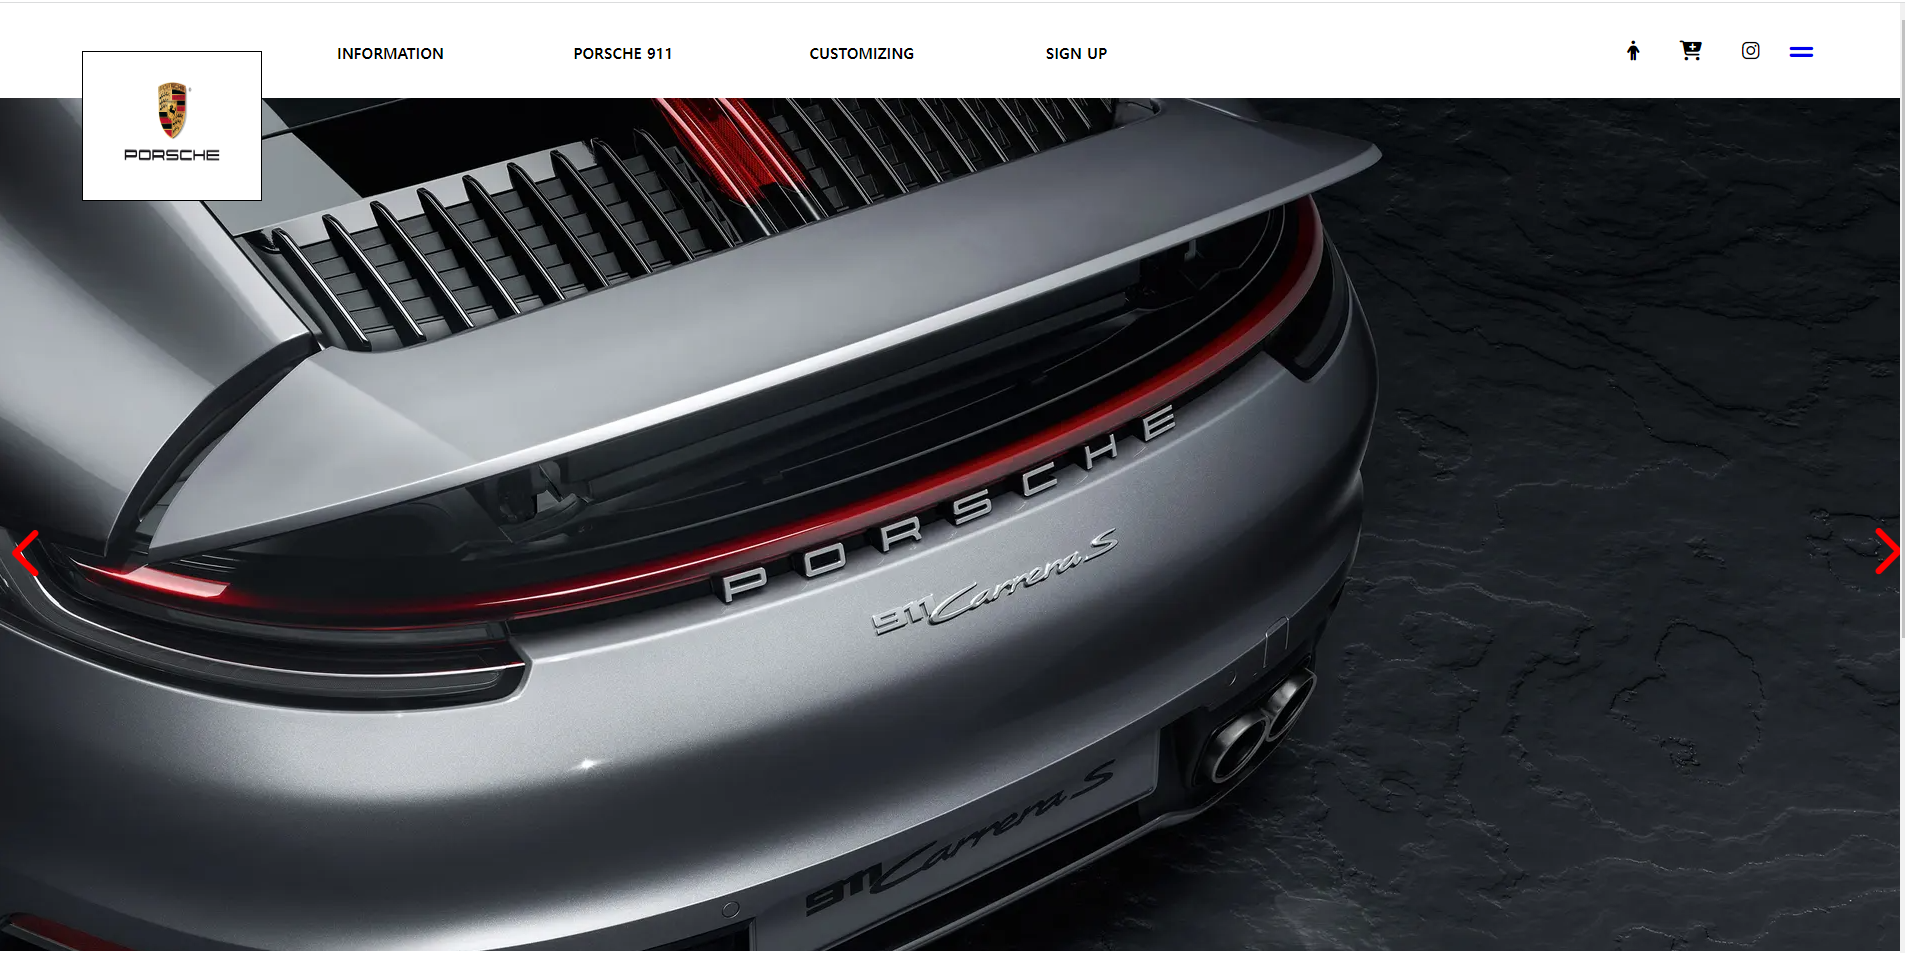 INFORMATION PORSCHE 911 CUSTOMIZING SIGN UP
PORSCHE
PORSCHE
911 Carrera S
911 Carrera S